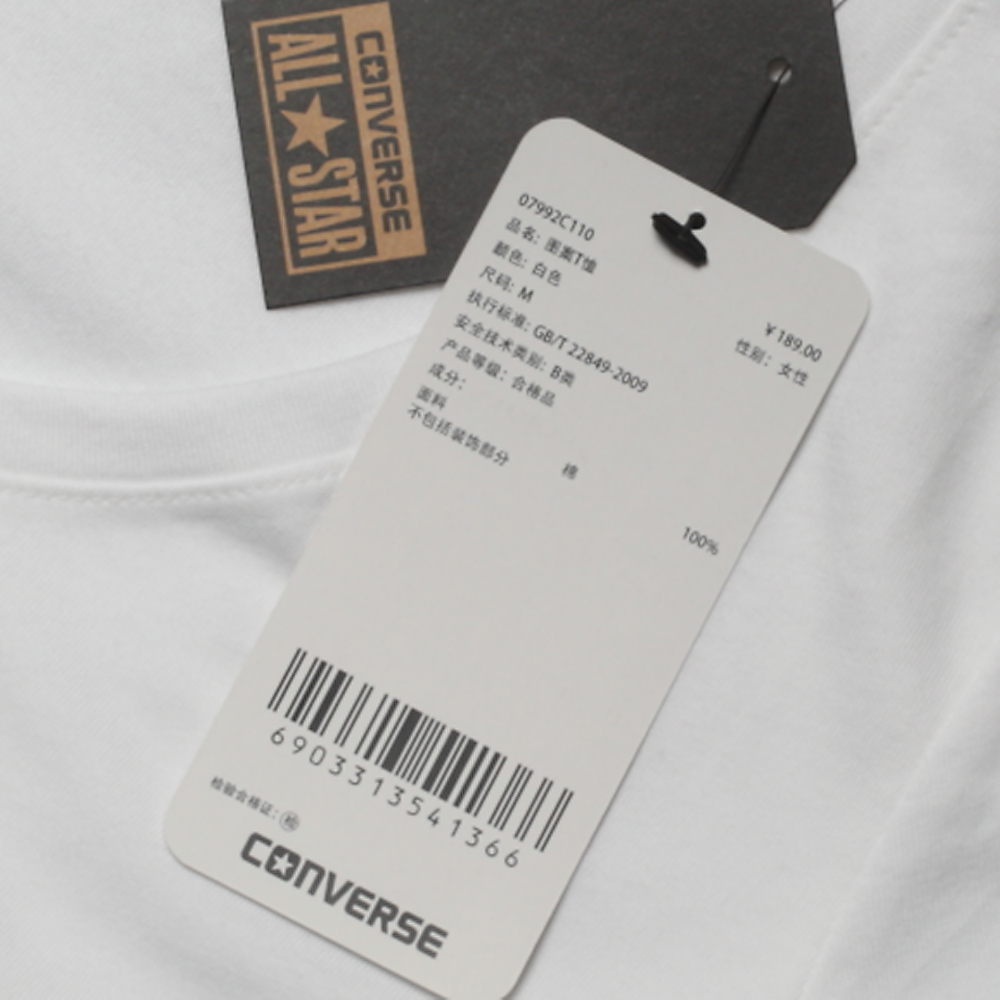 CONVERSE
ALL★STAR
07992C110
品名: 图案T恤
颜色: 白色
尺码: M
执行标准: GB/T 22849-2009
安全技术类别: B类
产品等级: 合格品
成分:
面料
不包括装饰部分
棉
100%
¥189.00
性别: 女性
6903313541366
检验合格证: 检
CONVERSE